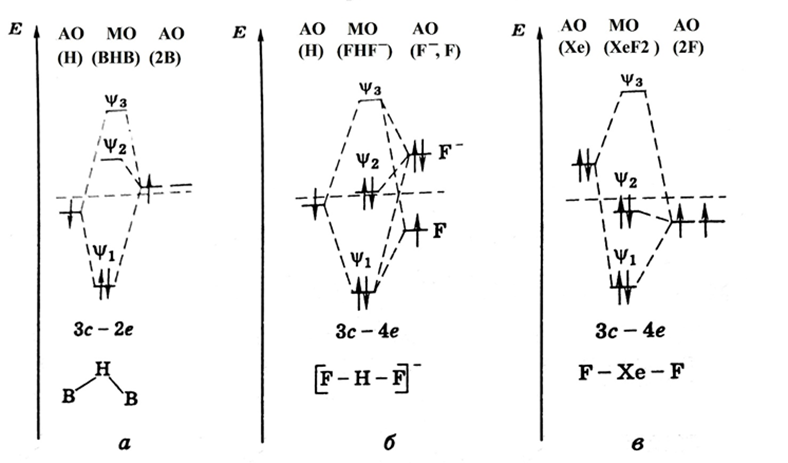 E AO MO AO
(H) (BHB) (2B)
Ψ3
Ψ2
Ψ1
3c – 2e
H
B B
а
E AO MO AO
(H) (FHF⁻) (F⁻, F)
Ψ3
F⁻
Ψ2
F
Ψ1
3c – 4e
[F – H – F]⁻
б
E AO MO AO
(Xe) (XeF2 ) (2F)
Ψ3
Ψ2
Ψ1
3c – 4e
F – Xe – F
в